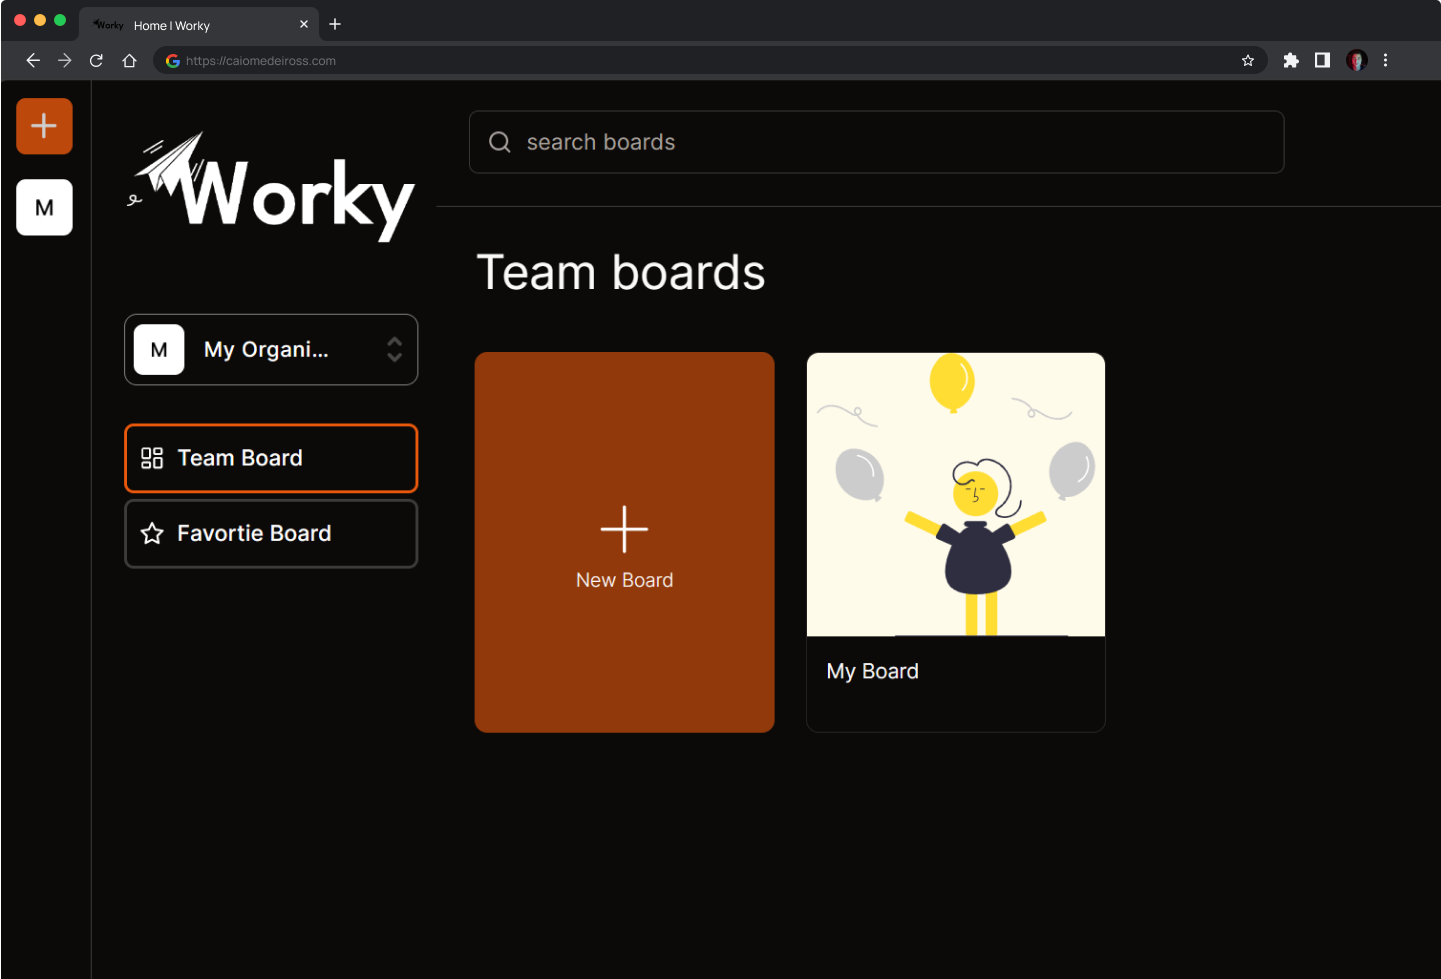 Worky
Home | Worky
https://caiomedeiross.com
M
Worky
search boards
Team boards
M
My Organi...
Team Board
Favortie Board
New Board
My Board